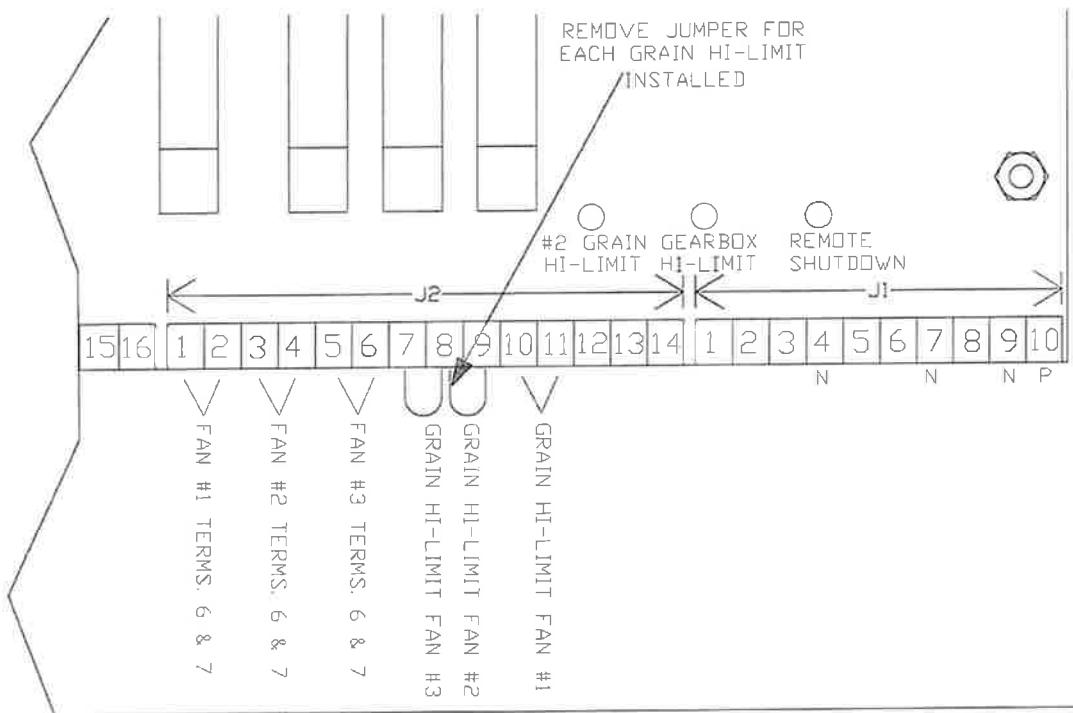 REMOVE JUMPER FOR
EACH GRAIN HI-LIMIT
INSTALLED
#2 GRAIN
HI-LIMIT
GEARBOX
HI-LIMIT
REMOTE
SHUTDOWN
J2
J1
15 16 1 2 3 4 5 6 7 8 9 10 11 12 13 14 1 2 3 4 5 6 7 8 9 10
N N N P
FAN #1 TERMS. 6 & 7
FAN #2 TERMS. 6 & 7
FAN #3 TERMS. 6 & 7
GRAIN HI-LIMIT FAN #3
GRAIN HI-LIMIT FAN #2
GRAIN HI-LIMIT FAN #1